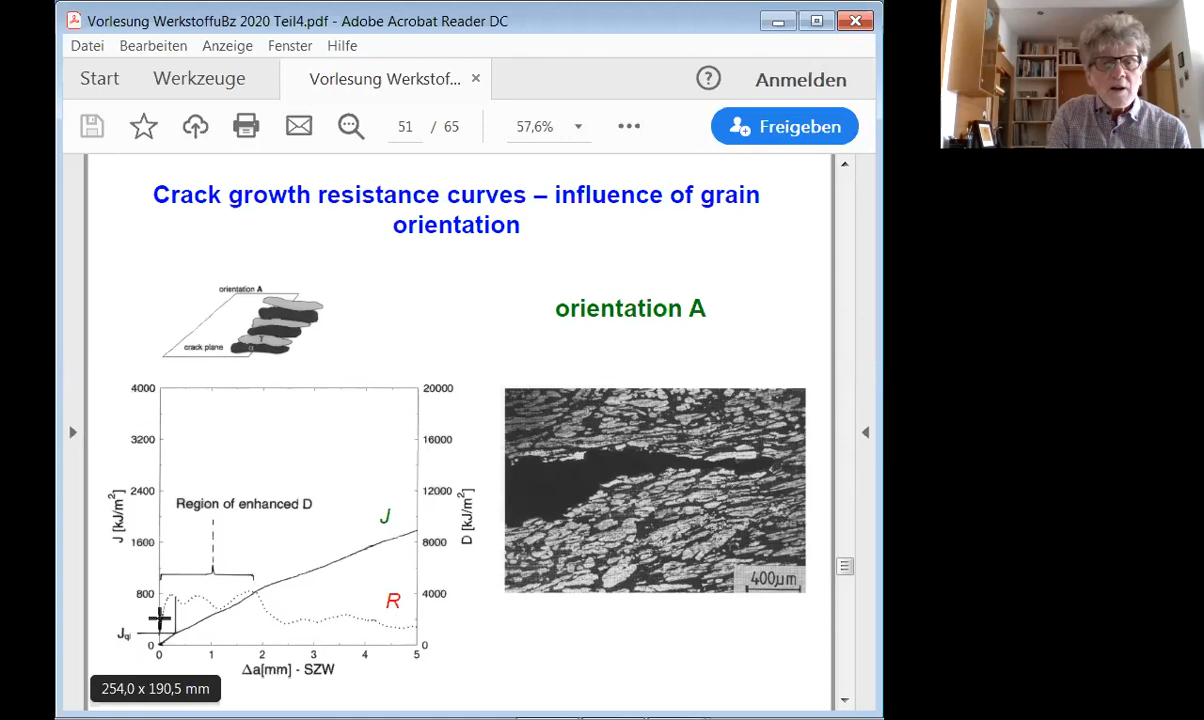 Vorlesung WerkstoffuBz 2020 Teil4.pdf - Adobe Acrobat Reader DC
Datei Bearbeiten Anzeige Fenster Hilfe
Start Werkzeuge Vorlesung Werkstof... × ? Anmelden
51 / 65 57,6% Freigeben
Crack growth resistance curves – influence of grain
orientation
orientation A
crack plane
γ
α
orientation A
4000
3200
2400
1600
800
0
J [kJ/m²]
20000
16000
12000
8000
4000
0
D [kJ/m²]
Region of enhanced D
J
R
0 1 2 3 4 5
Δa[mm] - SZW
400µm
254,0 x 190,5 mm